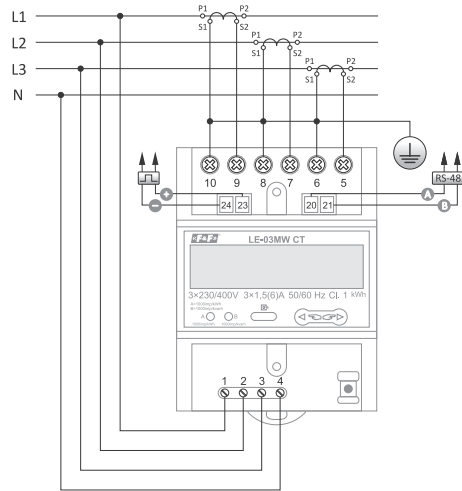 P1 P2
L1
S1 S2
P1 P2
L2
S1 S2
P1 P2
L3
S1 S2
N
10 9 8 7 6 5
RS-48
+ A
24 23 20 21
− B
F&F LE-03MW CT
3×230/400V 3×1,5(6)A 50/60 Hz Cl. 1 kWh
A B
1 2 3 4